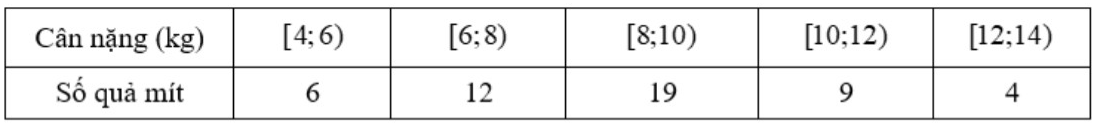 Cân nặng (kg) [4; 6) [6; 8) [8;10) [10;12) [12;14)
Số quả mít 6 12 19 9 4